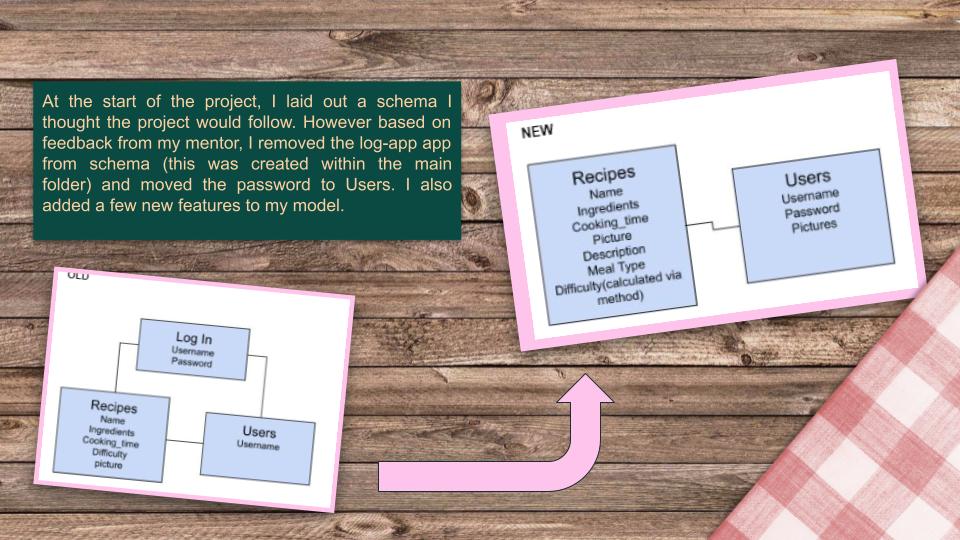 At the start of the project, I laid out a schema I
thought the project would follow. However based on
feedback from my mentor, I removed the log-app app
from schema (this was created within the main
folder) and moved the password to Users. I also
added a few new features to my model.
NEW
Recipes
Name
Ingredients
Cooking_time
Picture
Description
Meal Type
Difficulty(calculated via
method)
Users
Username
Password
Pictures
OLD
Log In
Username
Password
Recipes
Name
Ingredients
Cooking_time
Difficulty
picture
Users
Username